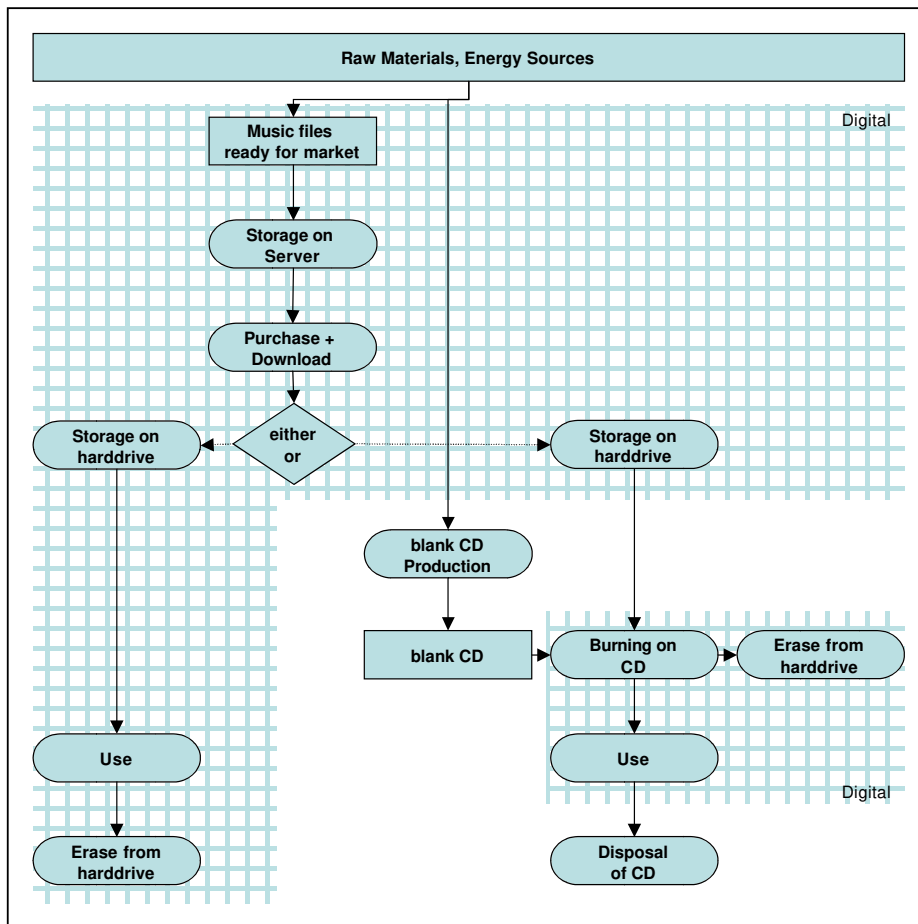 Raw Materials, Energy Sources
Digital
Music files
ready for market
Storage on
Server
Purchase +
Download
Storage on
harddrive
either
or
Storage on
harddrive
blank CD
Production
blank CD
Burning on
CD
Erase from
harddrive
Use
Use
Digital
Erase from
harddrive
Disposal
of CD